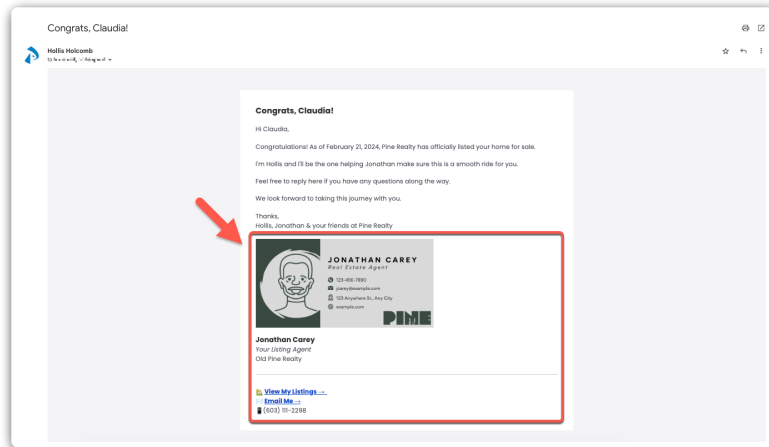 Congrats, Claudia!
Hollis Holcomb
Congrats, Claudia!
Hi Claudia,
Congratulations! As of February 21, 2024, Pine Realty has officially listed your home for sale.
I'm Hollis and I'll be the one helping Jonathan make sure this is a smooth ride for you.
Feel free to reply here if you have any questions along the way.
We look forward to taking this journey with you.
Thanks,
Hollis, Jonathan & your friends at Pine Realty
JONATHAN CAREY
Real Estate Agent
123-456-7890
jcarey@example.com
123 Anywhere St., Any City
example.com
PINE
Jonathan Carey
Your Listing Agent
Old Pine Realty
🏡 View My Listings →
✉️ Email Me →
📱(603) 111-2298